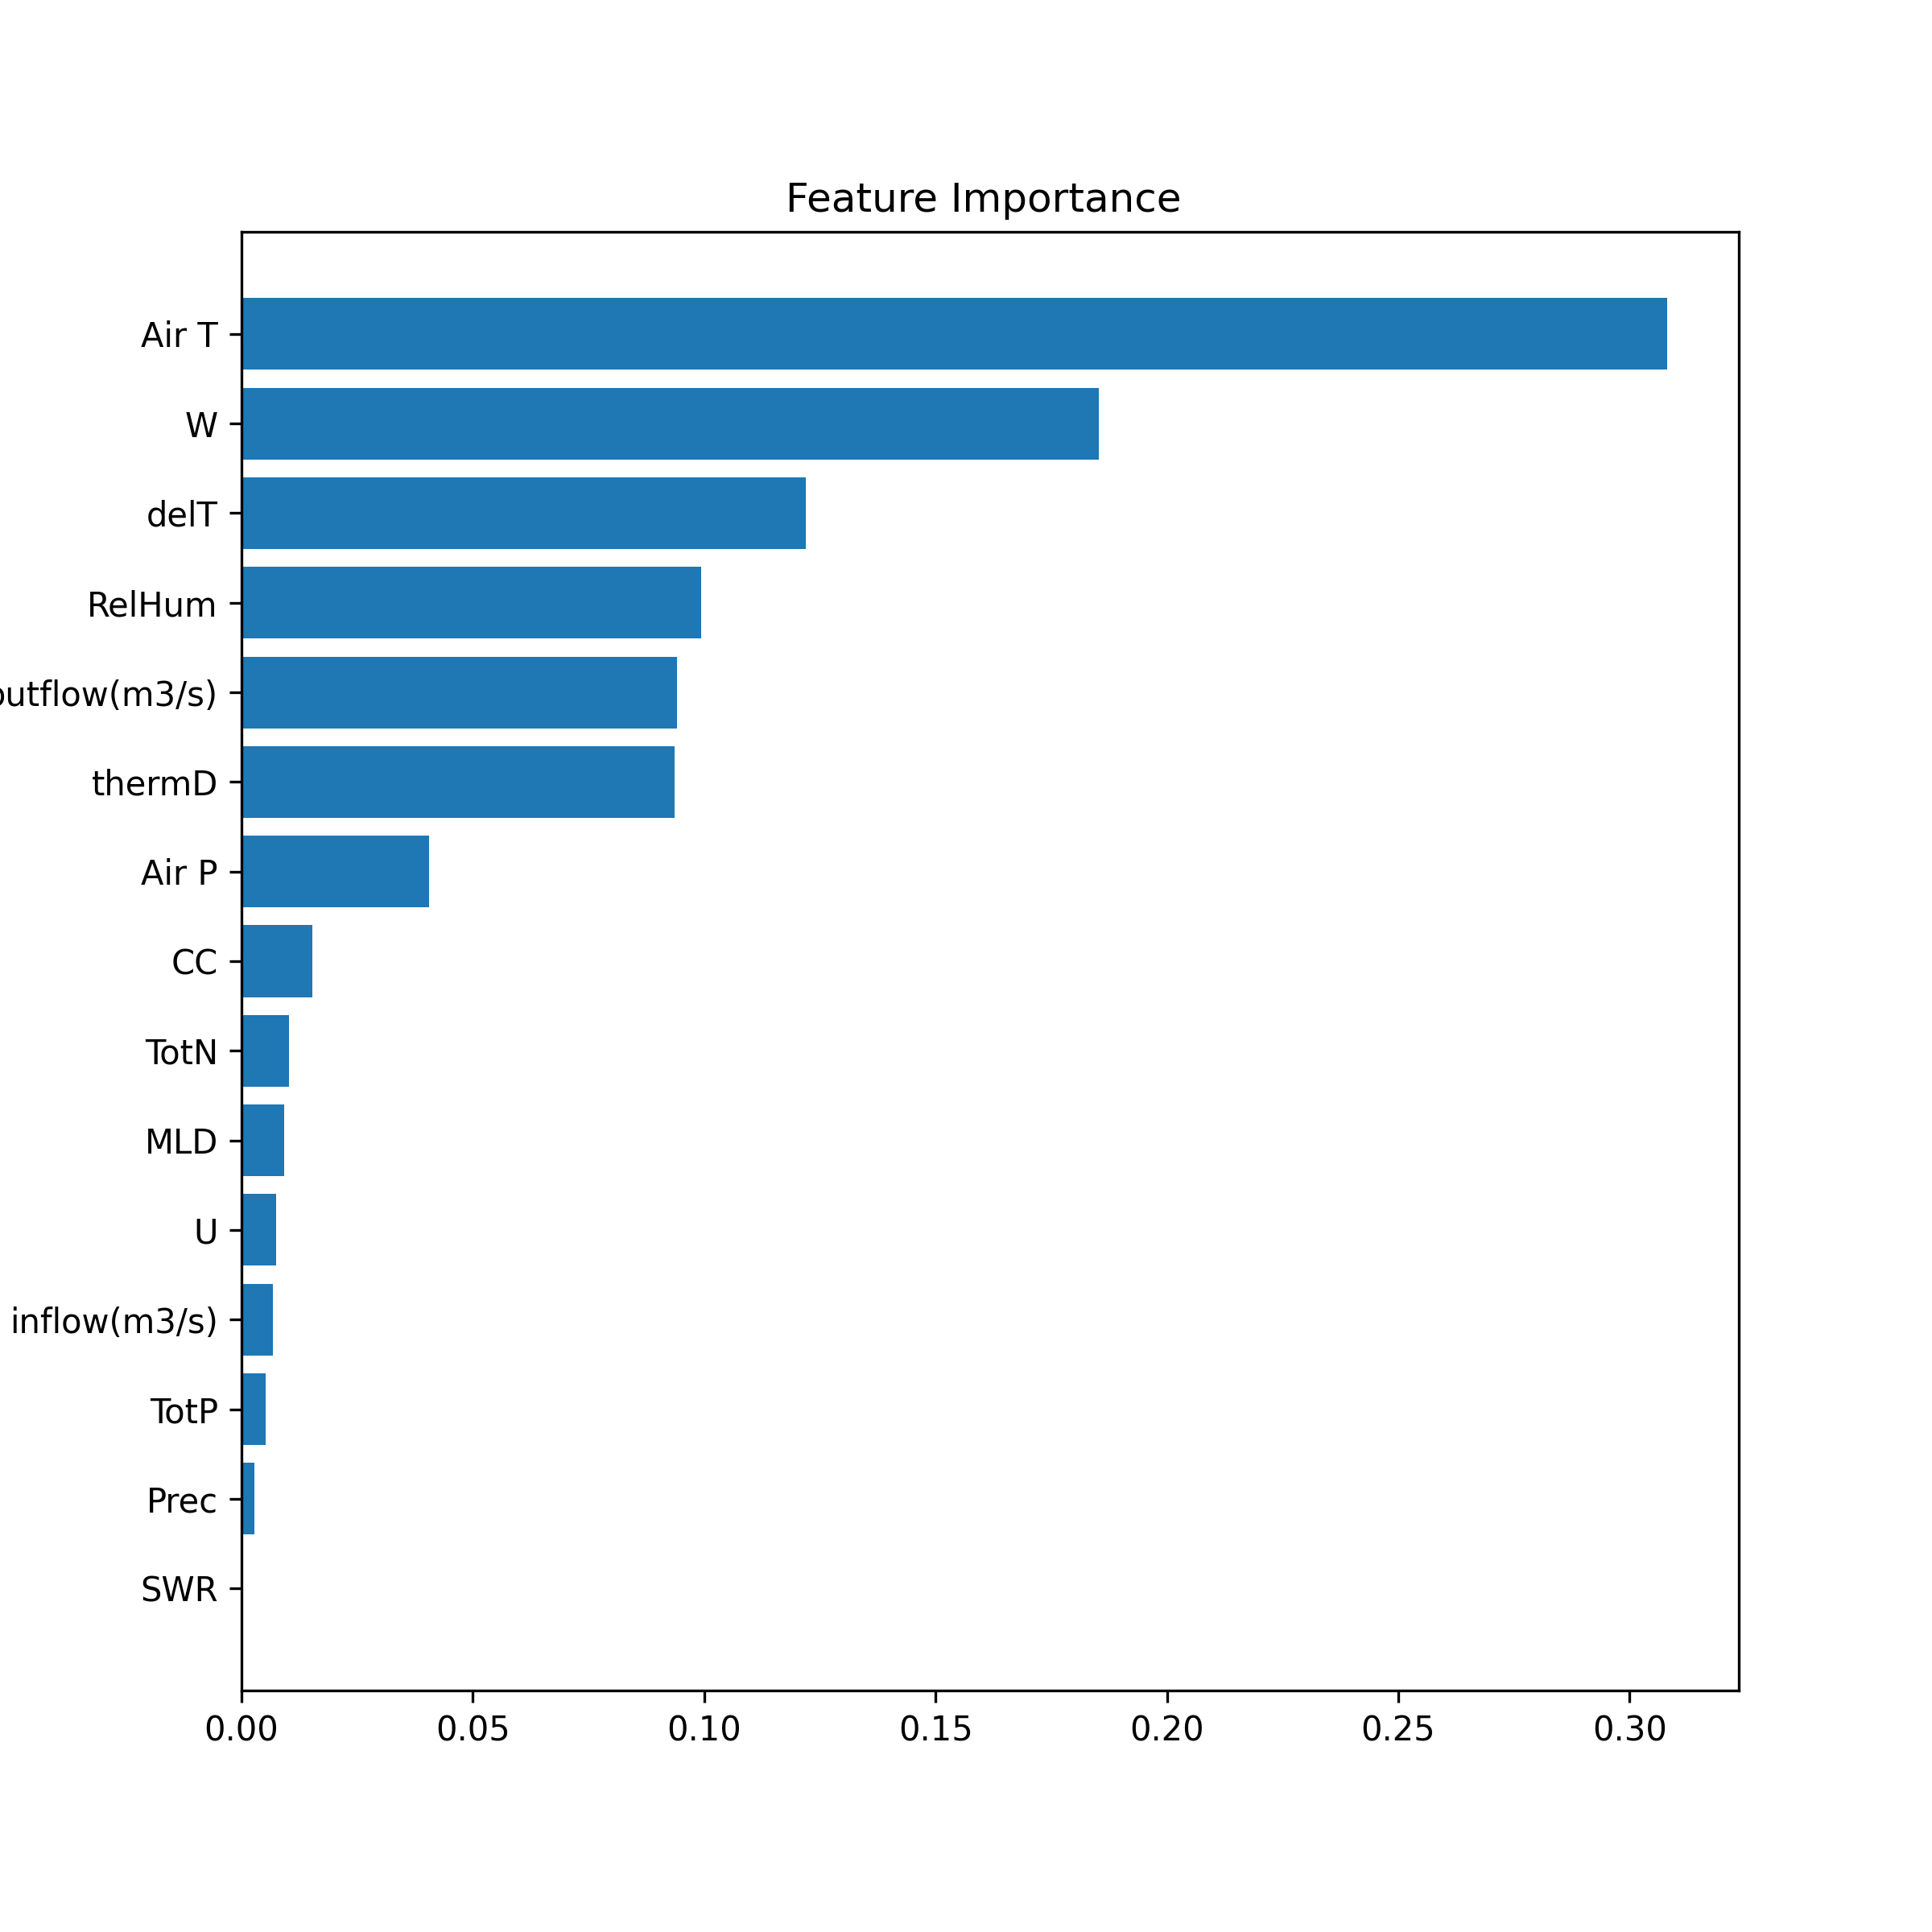 Feature Importance
Air T
W
delT
RelHum
outflow(m3/s)
thermD
Air P
CC
TotN
MLD
U
inflow(m3/s)
TotP
Prec
SWR
0.00 0.05 0.10 0.15 0.20 0.25 0.30